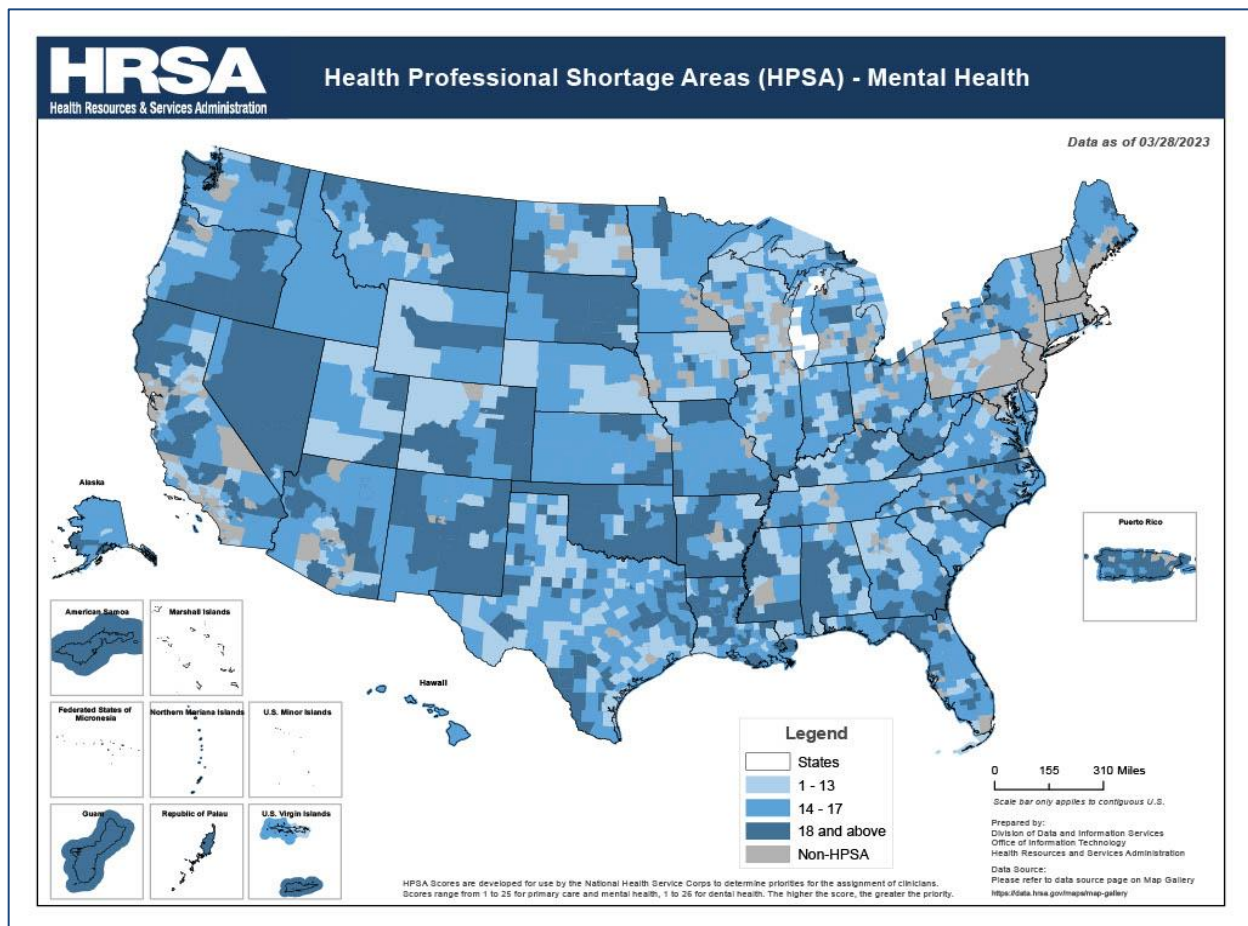 HRSA
Health Resources & Services Administration
Health Professional Shortage Areas (HPSA) - Mental Health
Data as of 03/28/2023
Alaska
Puerto Rico
American Samoa
Marshall Islands
Hawaii
Federated States of
Micronesia
Northern Mariana Islands
U.S. Minor Islands
Guam
Republic of Palau
U.S. Virgin Islands
Legend
States
1 - 13
14 - 17
18 and above
Non-HPSA
0 155 310 Miles
Scale bar only applies to contiguous U.S.
Prepared by:
Division of Data and Information Services
Office of Information Technology
Health Resources and Services Administration
Data Source:
Please refer to data source page on Map Gallery
https://data.hrsa.gov/maps/map-gallery
HPSA Scores are developed for use by the National Health Service Corps to determine priorities for the assignment of clinicians.
Scores range from 1 to 25 for primary care and mental health, 1 to 26 for dental health. The higher the score, the greater the priority.